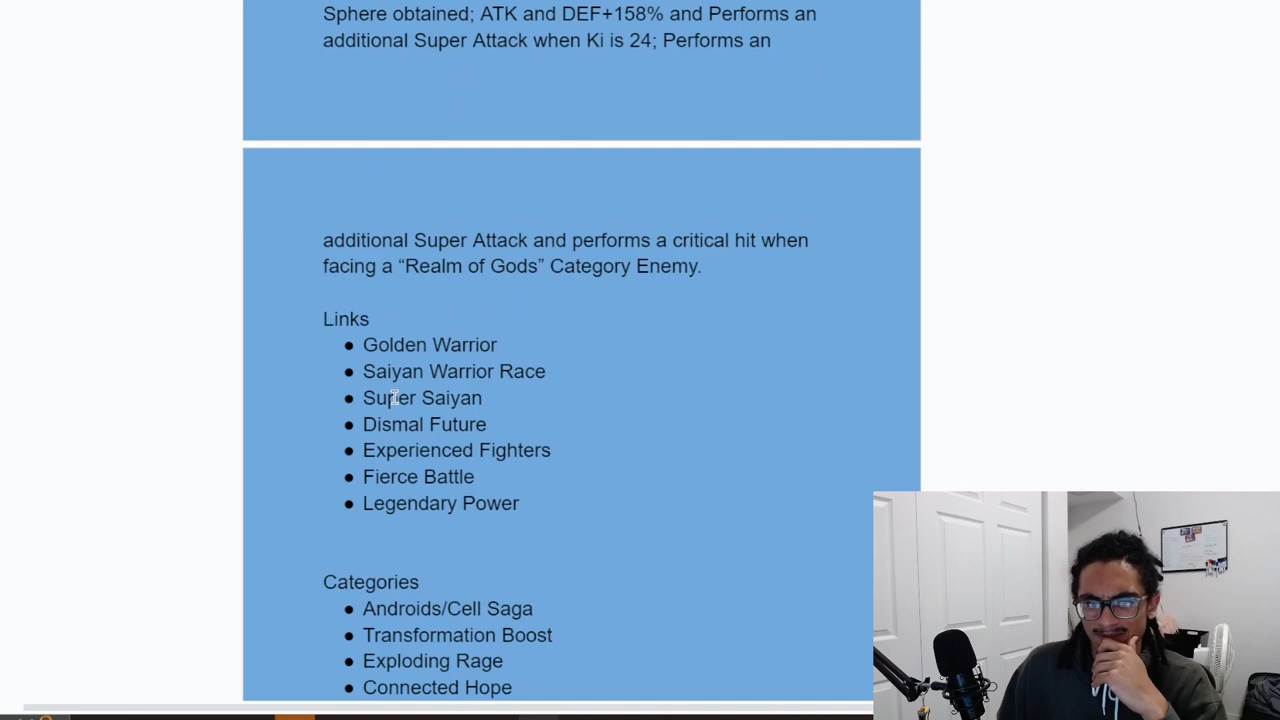 Sphere obtained; ATK and DEF+158% and Performs an
additional Super Attack when Ki is 24; Performs an
additional Super Attack and performs a critical hit when
facing a “Realm of Gods” Category Enemy.
Links
● Golden Warrior
● Saiyan Warrior Race
● Super Saiyan
● Dismal Future
● Experienced Fighters
● Fierce Battle
● Legendary Power
Categories
● Androids/Cell Saga
● Transformation Boost
● Exploding Rage
● Connected Hope